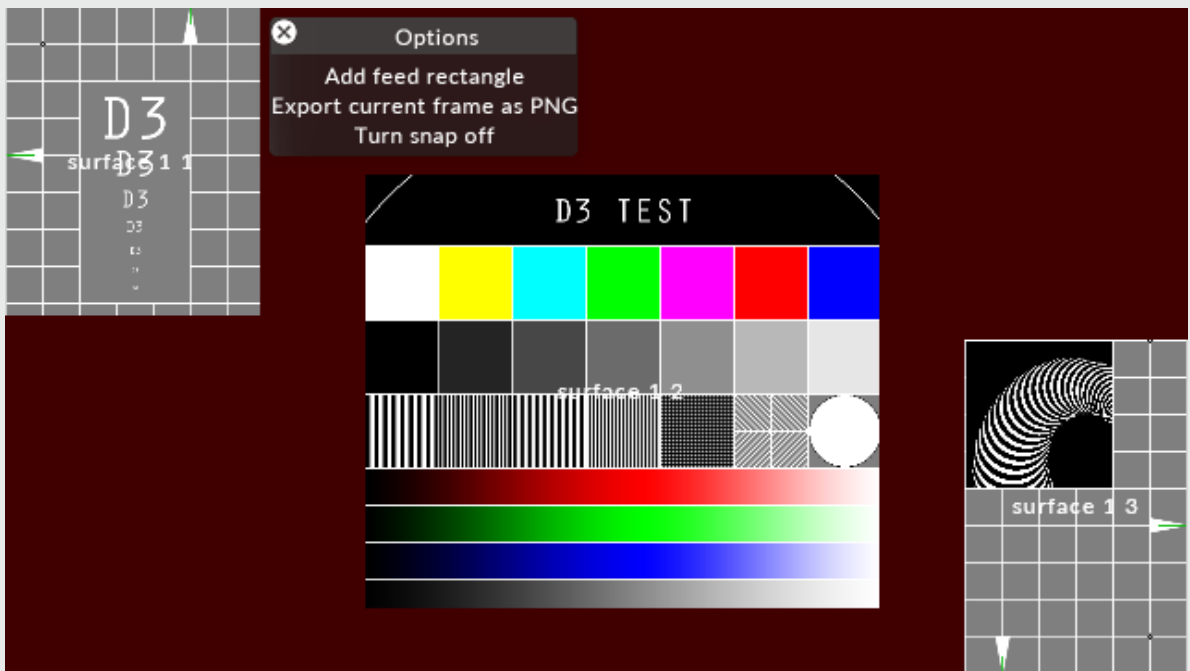 Options
Add feed rectangle
Export current frame as PNG
Turn snap off
D3
surface 1 1
D3
D3
D3
D3
D3 TEST
surface 1 2
surface 1 3